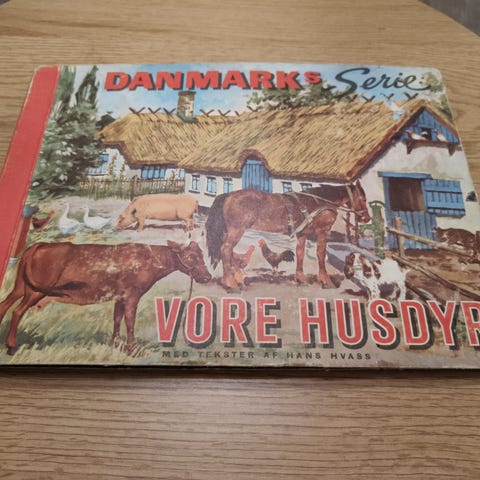 DANMARKS Serie
VORE HUSDYR
MED TEKSTER AF HANS HVASS